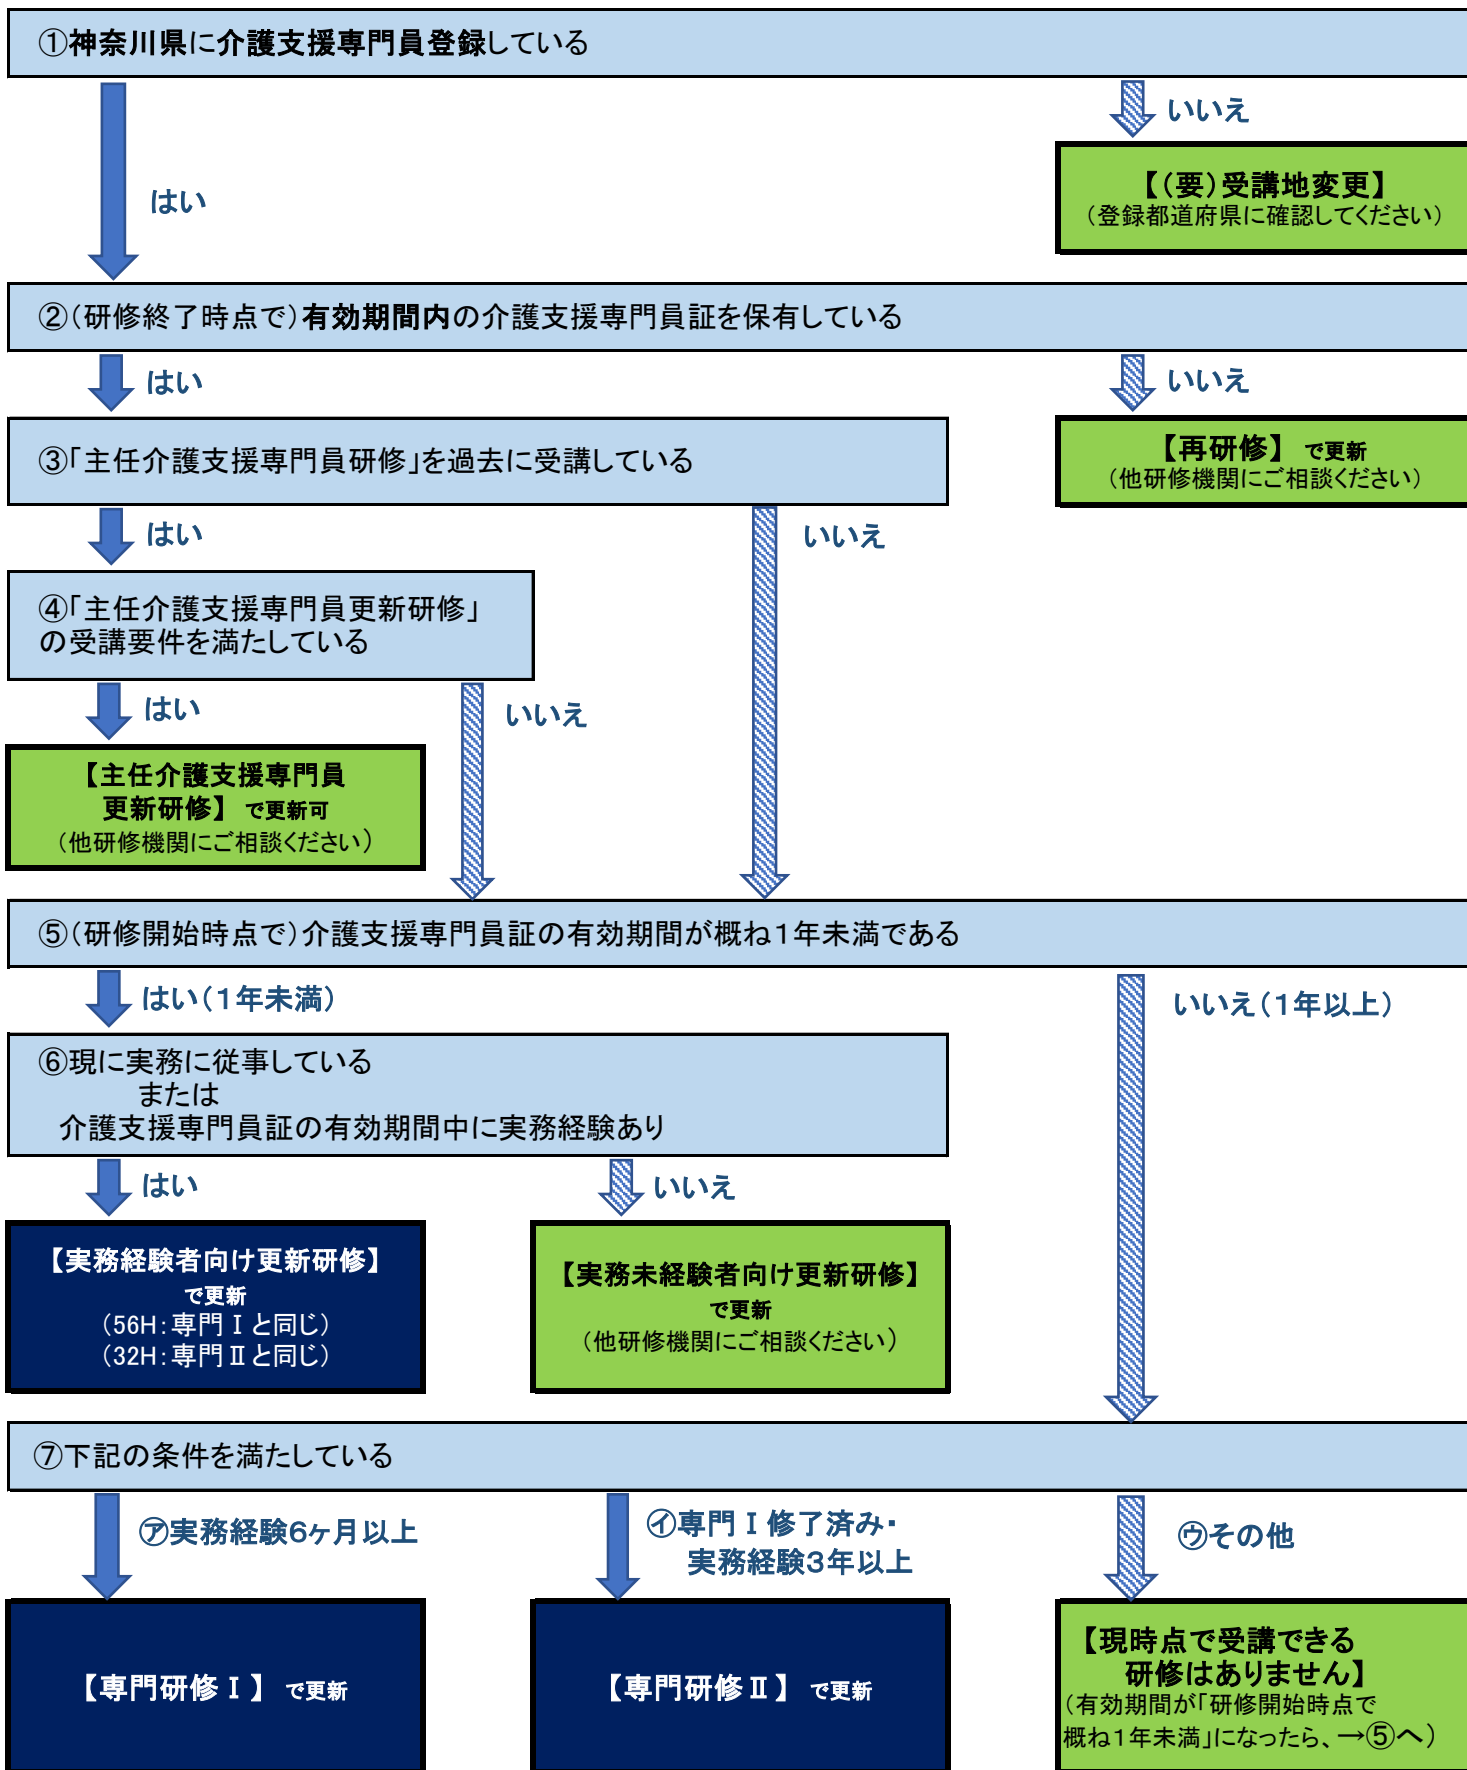 ①神奈川県に介護支援専門員登録している
いいえ
はい
【（要）受講地変更】
（登録都道府県に確認してください）
②（研修終了時点で）有効期間内の介護支援専門員証を保有している
はい
いいえ
③「主任介護支援専門員研修」を過去に受講している
【再研修】 で更新
（他研修機関にご相談ください）
はい
いいえ
④「主任介護支援専門員更新研修」
の受講要件を満たしている
はい
いいえ
【主任介護支援専門員
更新研修】 で更新可
（他研修機関にご相談ください）
⑤（研修開始時点で）介護支援専門員証の有効期間が概ね１年未満である
はい（１年未満）
いいえ（１年以上）
⑥現に実務に従事している
または
介護支援専門員証の有効期間中に実務経験あり
はい
いいえ
【実務経験者向け更新研修】
で更新
（56H：専門Ⅰと同じ）
（32H：専門Ⅱと同じ）
【実務未経験者向け更新研修】
で更新
（他研修機関にご相談ください）
⑦下記の条件を満たしている
㋐実務経験6ヶ月以上
㋑専門Ⅰ修了済み・
実務経験３年以上
㋒その他
【専門研修Ⅰ】 で更新
【専門研修Ⅱ】 で更新
【現時点で受講できる
研修はありません】
（有効期間が「研修開始時点で
概ね１年未満」になったら、→⑤へ）